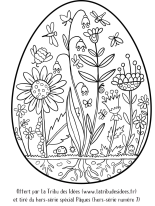 Offert par La Tribu des Idées (www.latribudesidees.fr)
et tiré du hors-série spécial Pâques (hors-série numéro 7)